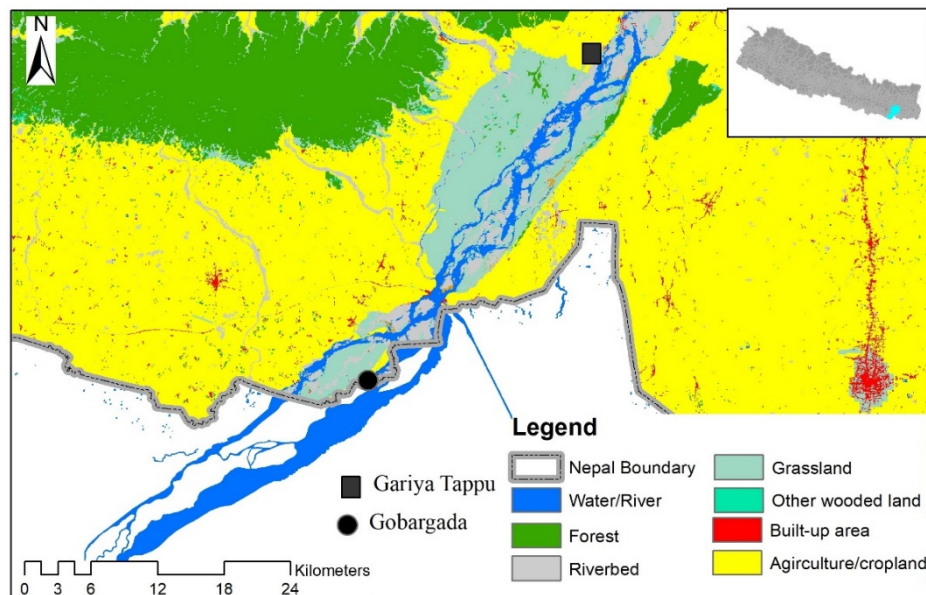 N
Legend
Gariya Tappu
Gobargada
Nepal Boundary
Water/River
Forest
Riverbed
Grassland
Other wooded land
Built-up area
Agirculture/cropland
Kilometers
0 3 6 12 18 24